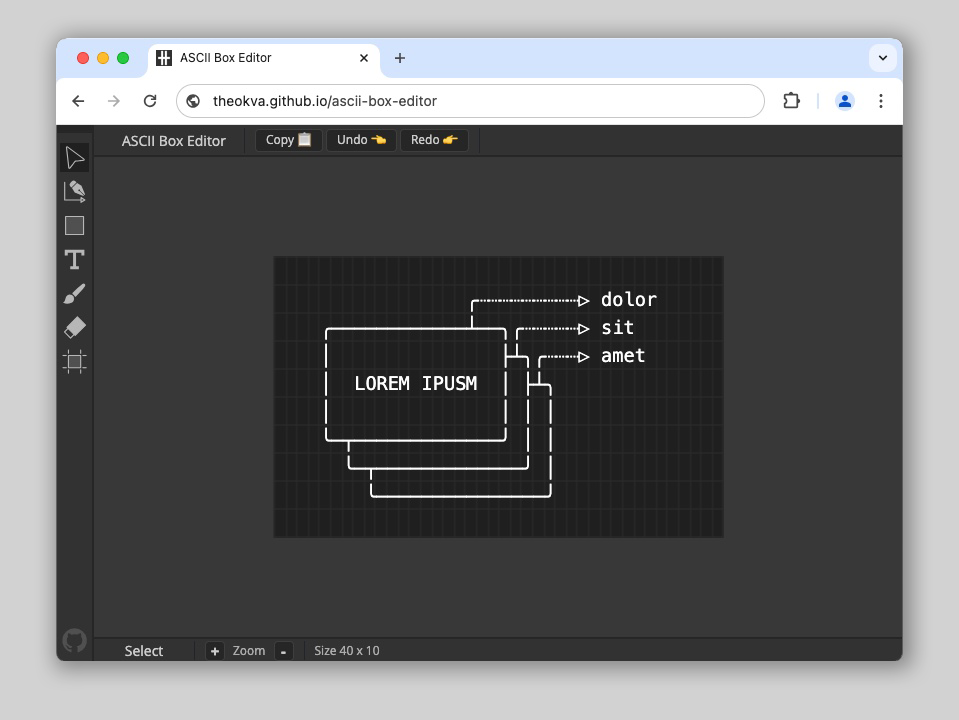 ASCII Box Editor
theokva.github.io/ascii-box-editor
ASCII Box Editor
Copy📋 Undo👈 Redo👉
dolor
sit
amet
LOREM IPUSM
Select + Zoom - Size 40 x 10